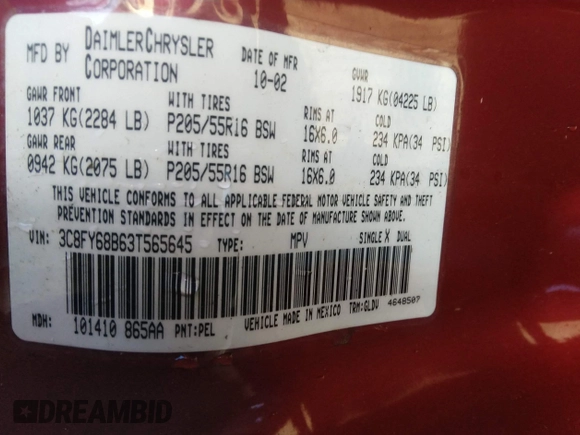 MFD BY DAIMLERCHRYSLER CORPORATION DATE OF MFR 10-02 GVWR 1917 KG(04225 LB)
GAWR FRONT WITH TIRES RIMS AT COLD
1037 KG(2284 LB) P205/55R16 BSW 16X6.0 234 KPA(34 PSI)
GAWR REAR WITH TIRES RIMS AT COLD
0942 KG(2075 LB) P205/55R16 BSW 16X6.0 234 KPA(34 PSI)
THIS VEHICLE CONFORMS TO ALL APPLICABLE FEDERAL MOTOR VEHICLE SAFETY AND THEFT
PREVENTION STANDARDS IN EFFECT ON THE DATE OF MANUFACTURE SHOWN ABOVE.
VIN: 3C8FY68B63T565645 TYPE: MPV SINGLE X DUAL
MDH: 101410 865AA PNT:PEL VEHICLE MADE IN MEXICO TRM:GLDV 4648507
DREAMBID